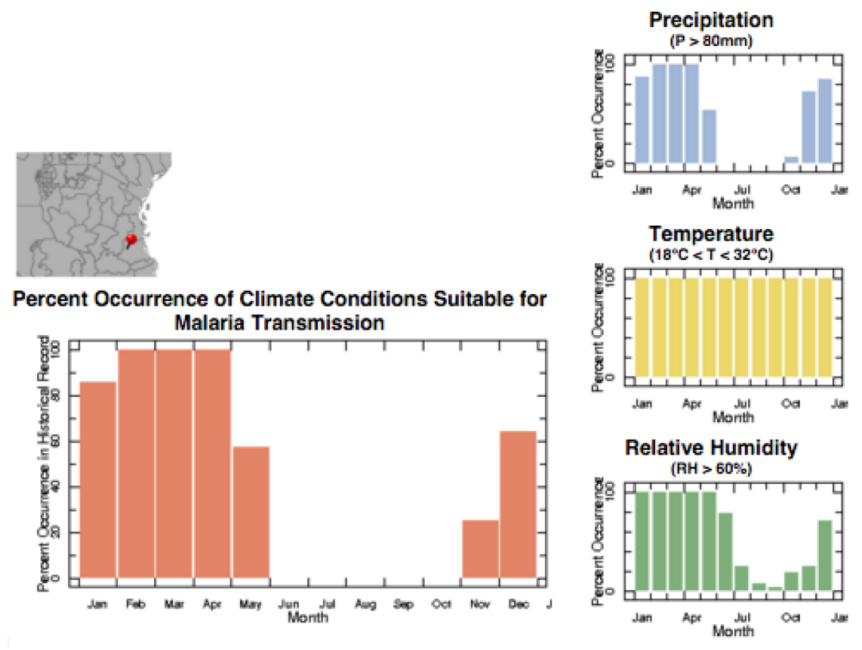 Precipitation
(P > 80mm)
Percent Occurrence
100
0
Jan Apr Jul Oct Jan
Month
Temperature
(18°C < T < 32°C)
Percent Occurrence
100
0
Jan Apr Jul Oct Jan
Month
Percent Occurrence of Climate Conditions Suitable for
Malaria Transmission
Percent Occurrence in Historical Record
100
80
60
40
20
0
Jan Feb Mar Apr May Jun Jul Aug Sep Oct Nov Dec J
Month
Relative Humidity
(RH > 60%)
Percent Occurrence
100
0
Jan Apr Jul Oct Jan
Month